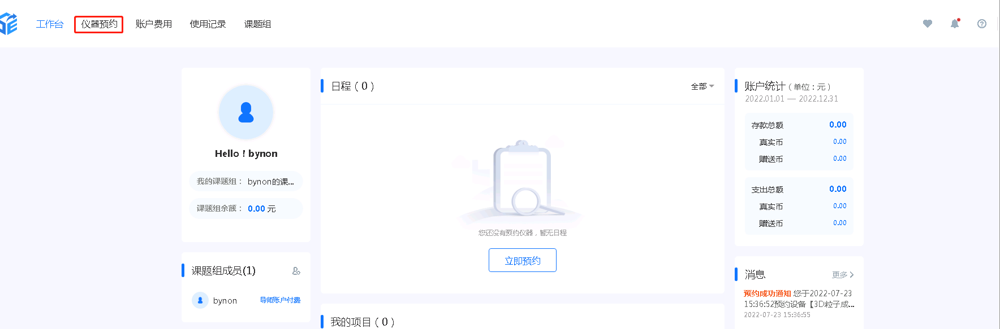 工作台 仪器预约 账户费用 使用记录 课题组
Hello！bynon
我的课题组： bynon的课...
课题组余额： 0.00 元
课题组成员(1)
bynon 导师账户付费
日程（0） 全部
您还没有预约仪器，暂无日程
立即预约
我的项目（0）
账户统计（单位：元）
2022.01.01 — 2022.12.31
存款总额 0.00
真实币 0.00
赠送币 0.00
支出总额 0.00
真实币 0.00
赠送币 0.00
消息 更多
预约成功通知 您于2022-07-23
15:36:52预约设备【3D粒子成...
2022-07-23 15:36:55